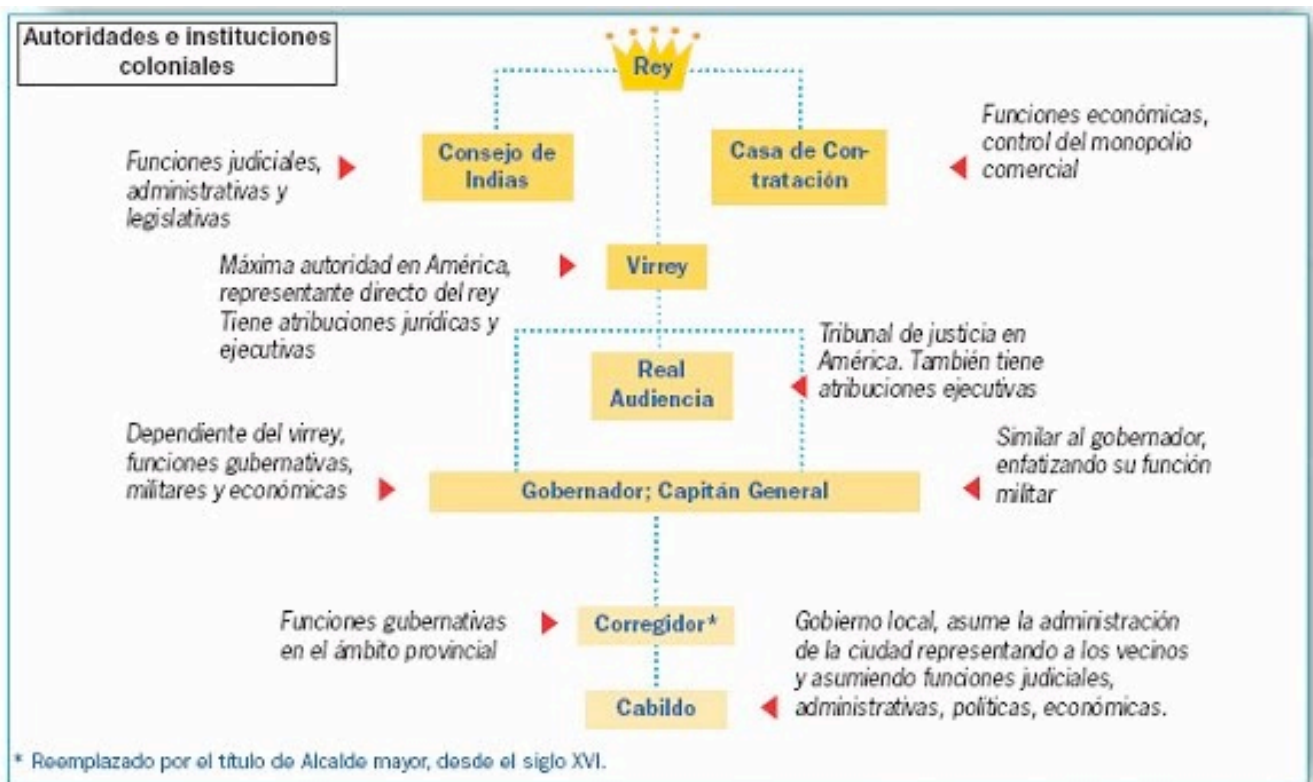 Autoridades e instituciones
coloniales
Rey
Consejo de
Indias
Funciones judiciales,
administrativas y
legislativas
Casa de Con-
tratación
Funciones económicas,
control del monopolio
comercial
Virrey
Máxima autoridad en América,
representante directo del rey
Tiene atribuciones jurídicas y
ejecutivas
Real
Audiencia
Tribunal de justicia en
América. También tiene
atribuciones ejecutivas
Dependiente del virrey,
funciones gubernativas,
militares y económicas
Gobernador; Capitán General
Similar al gobernador,
enfatizando su función
militar
Funciones gubernativas
en el ámbito provincial
Corregidor*
Gobierno local, asume la administración
de la ciudad representando a los vecinos
y asumiendo funciones judiciales,
administrativas, políticas, económicas.
Cabildo
* Reemplazado por el título de Alcalde mayor, desde el siglo XVI.